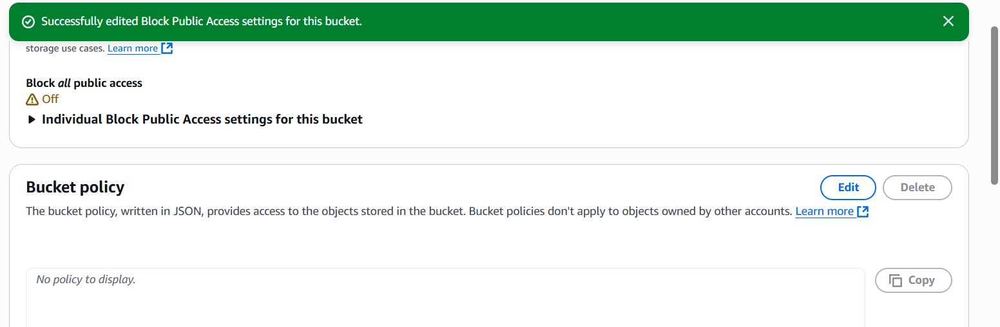 Successfully edited Block Public Access settings for this bucket.
storage use cases. Learn more
Block all public access
Off
Individual Block Public Access settings for this bucket
Bucket policy
Edit
Delete
The bucket policy, written in JSON, provides access to the objects stored in the bucket. Bucket policies don't apply to objects owned by other accounts. Learn more
No policy to display.
Copy